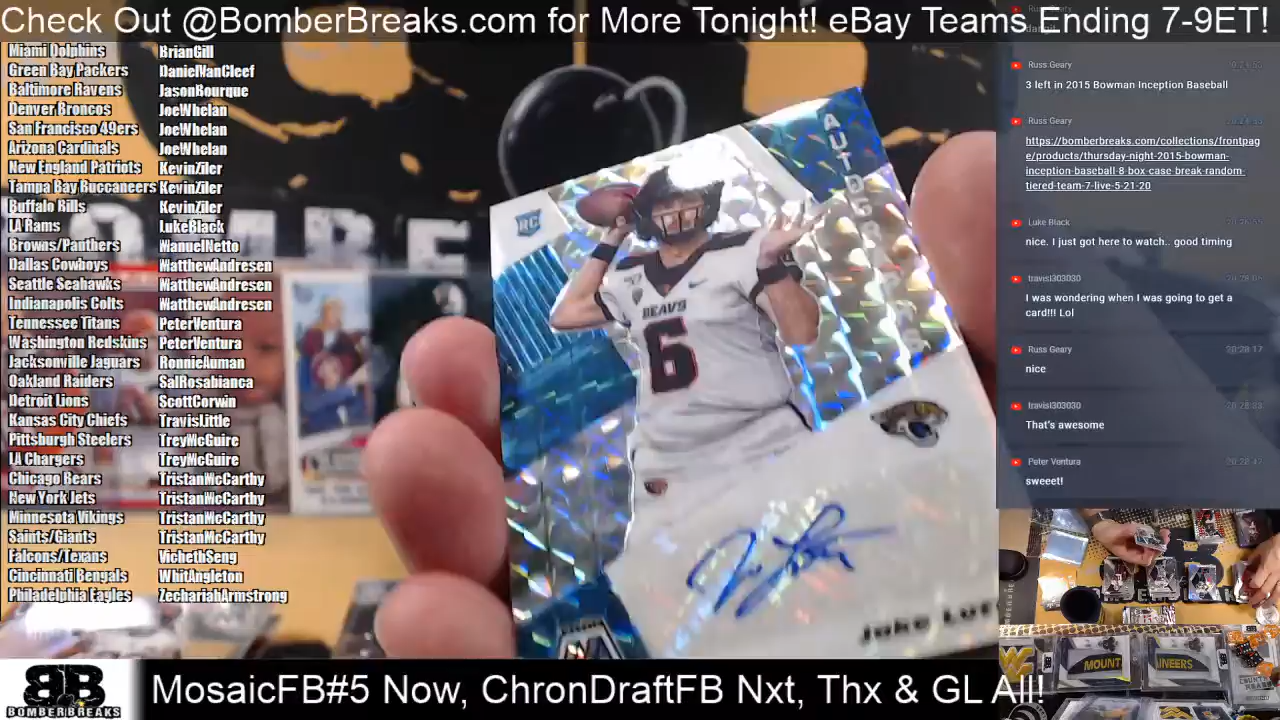 Check Out @BomberBreaks.com for More Tonight! eBay Teams Ending 7-9ET!
Miami Dolphins BrianGill
Green Bay Packers DanielVanCleef
Baltimore Ravens JasonBourque
Denver Broncos JoeWhelan
San Francisco 49ers JoeWhelan
Arizona Cardinals JoeWhelan
New England Patriots KevinZiler
Tampa Bay Buccaneers KevinZiler
Buffalo Bills KevinZiler
LA Rams LukeBlack
Browns/Panthers ManuelNetto
Dallas Cowboys MatthewAndresen
Seattle Seahawks MatthewAndresen
Indianapolis Colts MatthewAndresen
Tennessee Titans PeterVentura
Washington Redskins PeterVentura
Jacksonville Jaguars RonnieAuman
Oakland Raiders SalRosabianca
Detroit Lions ScottCorwin
Kansas City Chiefs TravisLittle
Pittsburgh Steelers TreyMcGuire
LA Chargers TreyMcGuire
Chicago Bears TristanMcCarthy
New York Jets TristanMcCarthy
Minnesota Vikings TristanMcCarthy
Saints/Giants TristanMcCarthy
Falcons/Texans VichethSeng
Cincinnati Bengals WhitAngleton
Philadelphia Eagles ZechariahArmstrong
RC
BEAVS
6
Jake
Russ Geary
3 left in 2015 Bowman Inception Baseball
Russ Geary
https://bomberbreaks.com/collections/frontpag
e/products/thursday-night-2015-bowman-
inception-baseball-8-box-case-break-random-
tiered-team-7-live-5-21-20
Luke Black
nice. I just got here to watch.. good timing
travisl303030
I was wondering when I was going to get a
card!!! Lol
Russ Geary 20:28:17
nice
travisl303030
That's awesome
Peter Ventura
sweeet!
MOUNT INEERS
BOMBERBREAKS
MosaicFB#5 Now, ChronDraftFB Nxt, Thx & GL All!